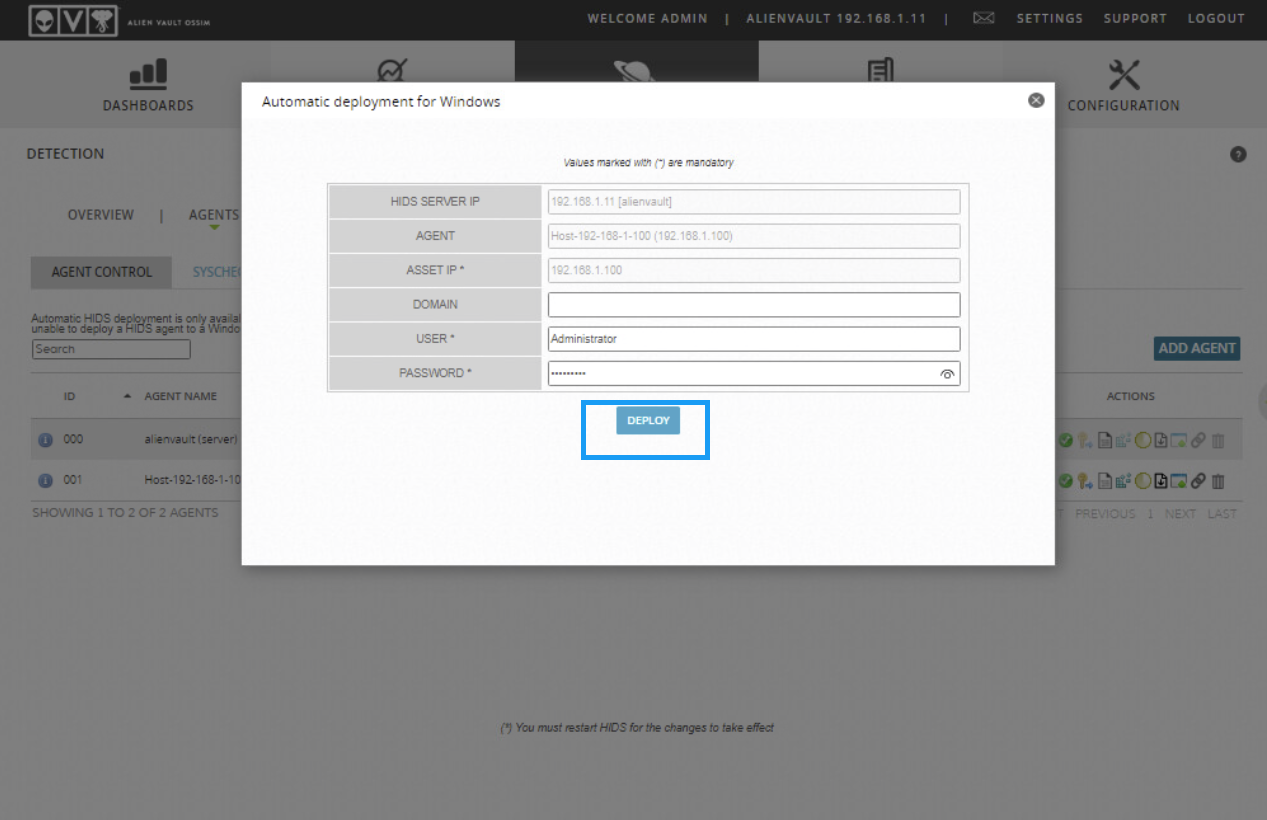 ALIEN VAULT OSSIM
WELCOME ADMIN | ALIENVAULT 192.168.1.11 | SETTINGS SUPPORT LOGOUT
DASHBOARDS
CONFIGURATION
Automatic deployment for Windows
DETECTION
Values marked with (*) are mandatory
OVERVIEW | AGENTS
HIDS SERVER IP 192.168.1.11 [alienvault]
AGENT Host-192-168-1-100 (192.168.1.100)
ASSET IP * 192.168.1.100
DOMAIN
USER * Administrator
PASSWORD * •••••••••
DEPLOY
AGENT CONTROL SYSCHE
Automatic HIDS deployment is only availa
unable to deploy a HIDS agent to a Windo
Search
ADD AGENT
ID AGENT NAME ACTIONS
000 alienvault (server)
001 Host-192-168-1-10
SHOWING 1 TO 2 OF 2 AGENTS
T PREVIOUS 1 NEXT LAST
(*) You must restart HIDS for the changes to take effect